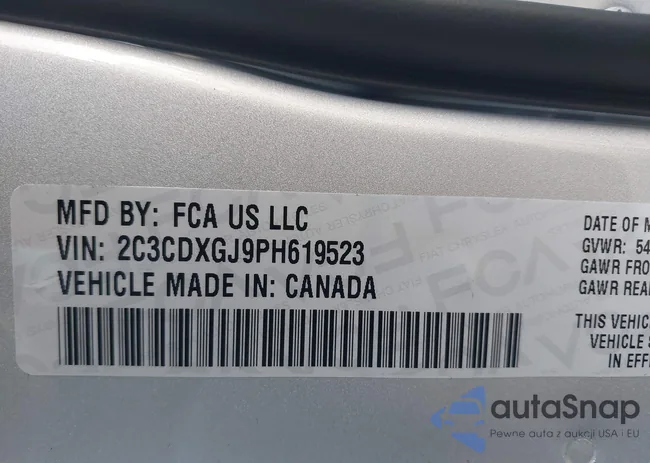 MFD BY: FCA US LLC
VIN: 2C3CDXGJ9PH619523
VEHICLE MADE IN: CANADA
DATE OF M
GVWR: 54
GAWR FRO
GAWR REA
THIS VEHIC
VEHICLE S
IN EFF
autaSnap
Pewne auta z aukcji USA i EU